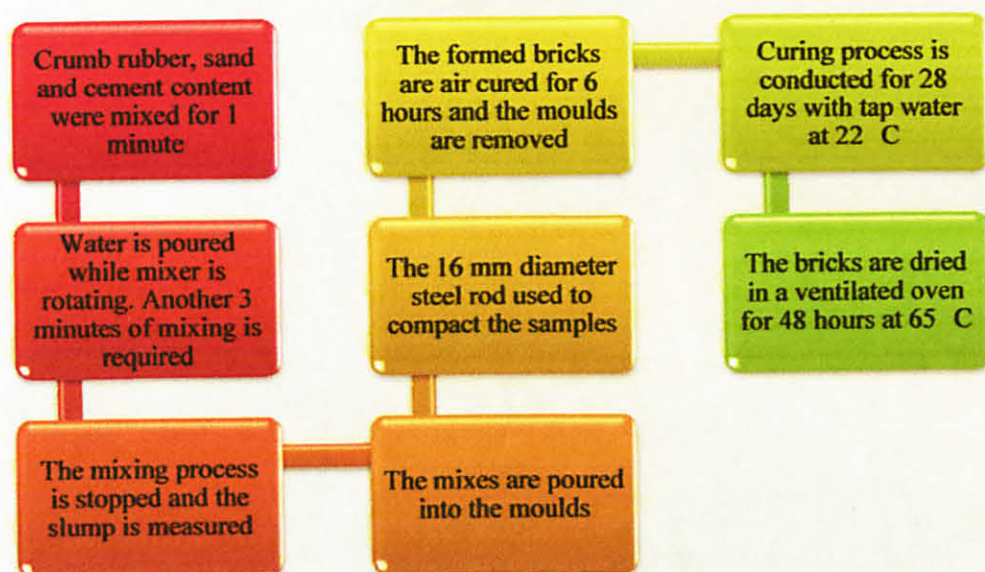 Crumb rubber, sand
and cement content
were mixed for 1
minute
Water is poured
while mixer is
rotating. Another 3
minutes of mixing is
required
The mixing process
is stopped and the
slump is measured
The mixes are poured
into the moulds
The 16 mm diameter
steel rod used to
compact the samples
The formed bricks
are air cured for 6
hours and the moulds
are removed
Curing process is
conducted for 28
days with tap water
at 22 C
The bricks are dried
in a ventilated oven
for 48 hours at 65 C